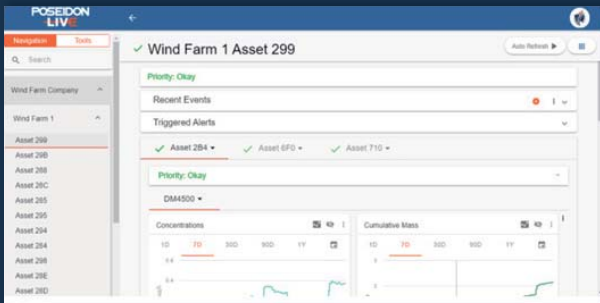 POSEIDON
LIVE
Navigation Tools
Search
Wind Farm Company
Wind Farm 1
Asset 299
Asset 29B
Asset 288
Asset 28C
Asset 285
Asset 295
Asset 294
Asset 284
Asset 298
Asset 28E
Asset 28D
Wind Farm 1 Asset 299
Auto Refresh
Priority: Okay
Recent Events
Triggered Alerts
Asset 2B4 Asset 6F0 Asset 710
Priority: Okay
DM4500
Concentrations
1D 7D 30D 90D 1Y
Cumulative Mass
1D 7D 30D 90D 1Y